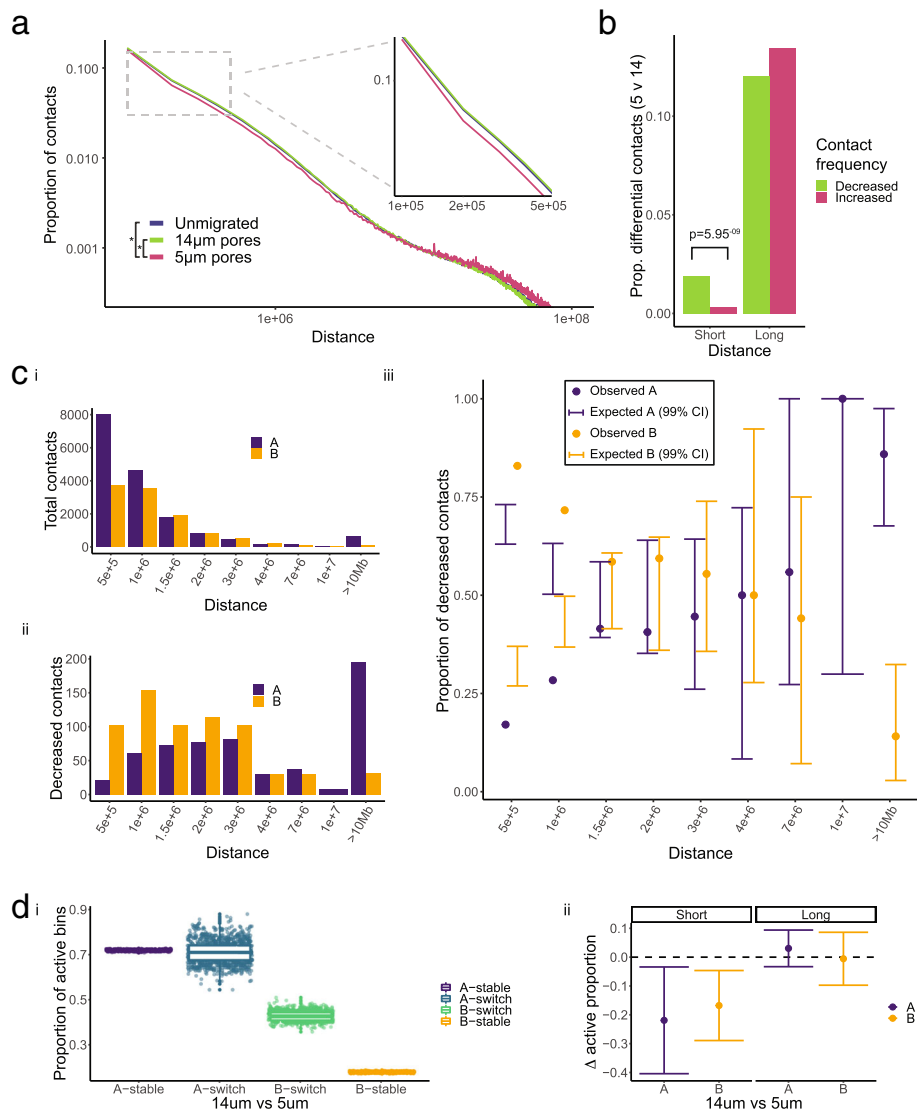 a
Proportion of contacts
0.100
0.010
0.001
0.1
1e+05
2e+05
5e+05
Unmigrated
14µm pores
5µm pores
*
*
1e+06
1e+08
Distance
b
Prop. differential contacts (5 v 14)
0.10
0.05
0.00
p=5.95-09
Short
Long
Distance
Contact
frequency
Decreased
Increased
c
i
Total contacts
8000
6000
4000
2000
0
A
B
5e+5
1e+6
1.5e+6
2e+6
3e+6
4e+6
7e+6
1e+7
>10Mb
Distance
ii
Decreased contacts
200
150
100
50
0
A
B
5e+5
1e+6
1.5e+6
2e+6
3e+6
4e+6
7e+6
1e+7
>10Mb
Distance
iii
Proportion of decreased contacts
1.00
0.75
0.50
0.25
0.00
Observed A
Expected A (99% CI)
Observed B
Expected B (99% CI)
5e+5
1e+6
1.5e+6
2e+6
3e+6
4e+6
7e+6
1e+7
>10Mb
Distance
d
i
Proportion of active bins
0.9
0.7
0.5
0.3
A−stable
A−switch
B−switch
B−stable
14um vs 5um
A−stable
A−switch
B−switch
B−stable
ii
Δ active proportion
Short
Long
0.1
0.0
−0.1
−0.2
−0.3
−0.4
A
B
A
B
14um vs 5um
A
B